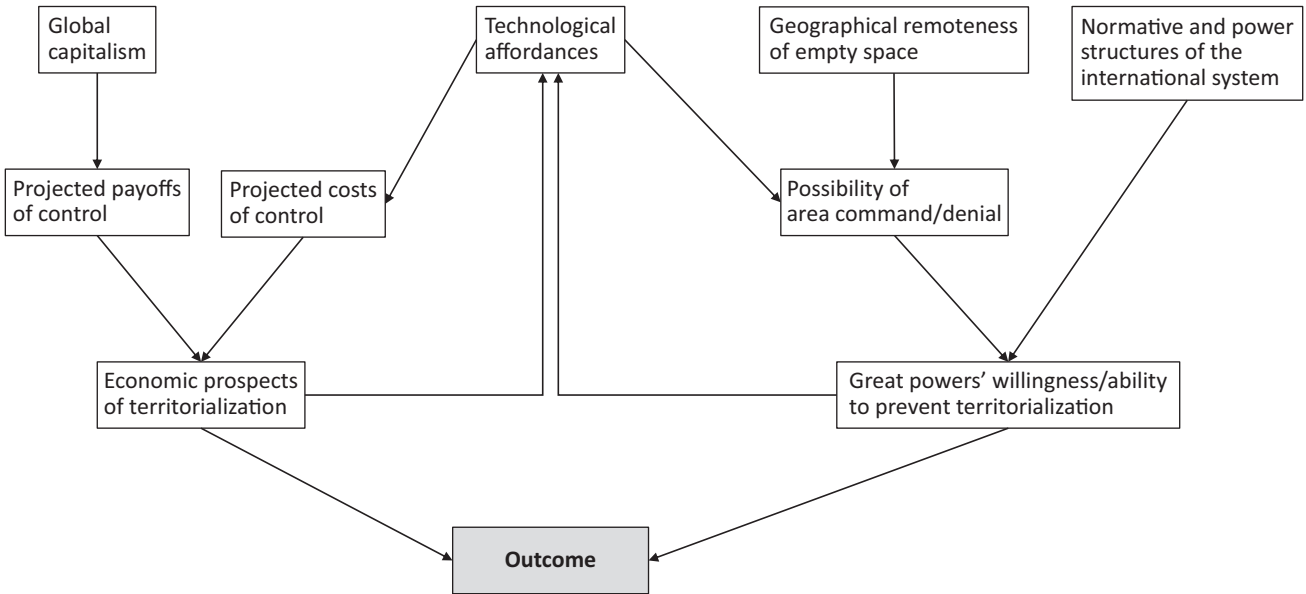 Global
capitalism
Technological
affordances
Geographical remoteness
of empty space
Normative and power
structures of the
international system
Projected payoffs
of control
Projected costs
of control
Possibility of
area command/denial
Economic prospects
of territorialization
Great powers’ willingness/ability
to prevent territorialization
Outcome